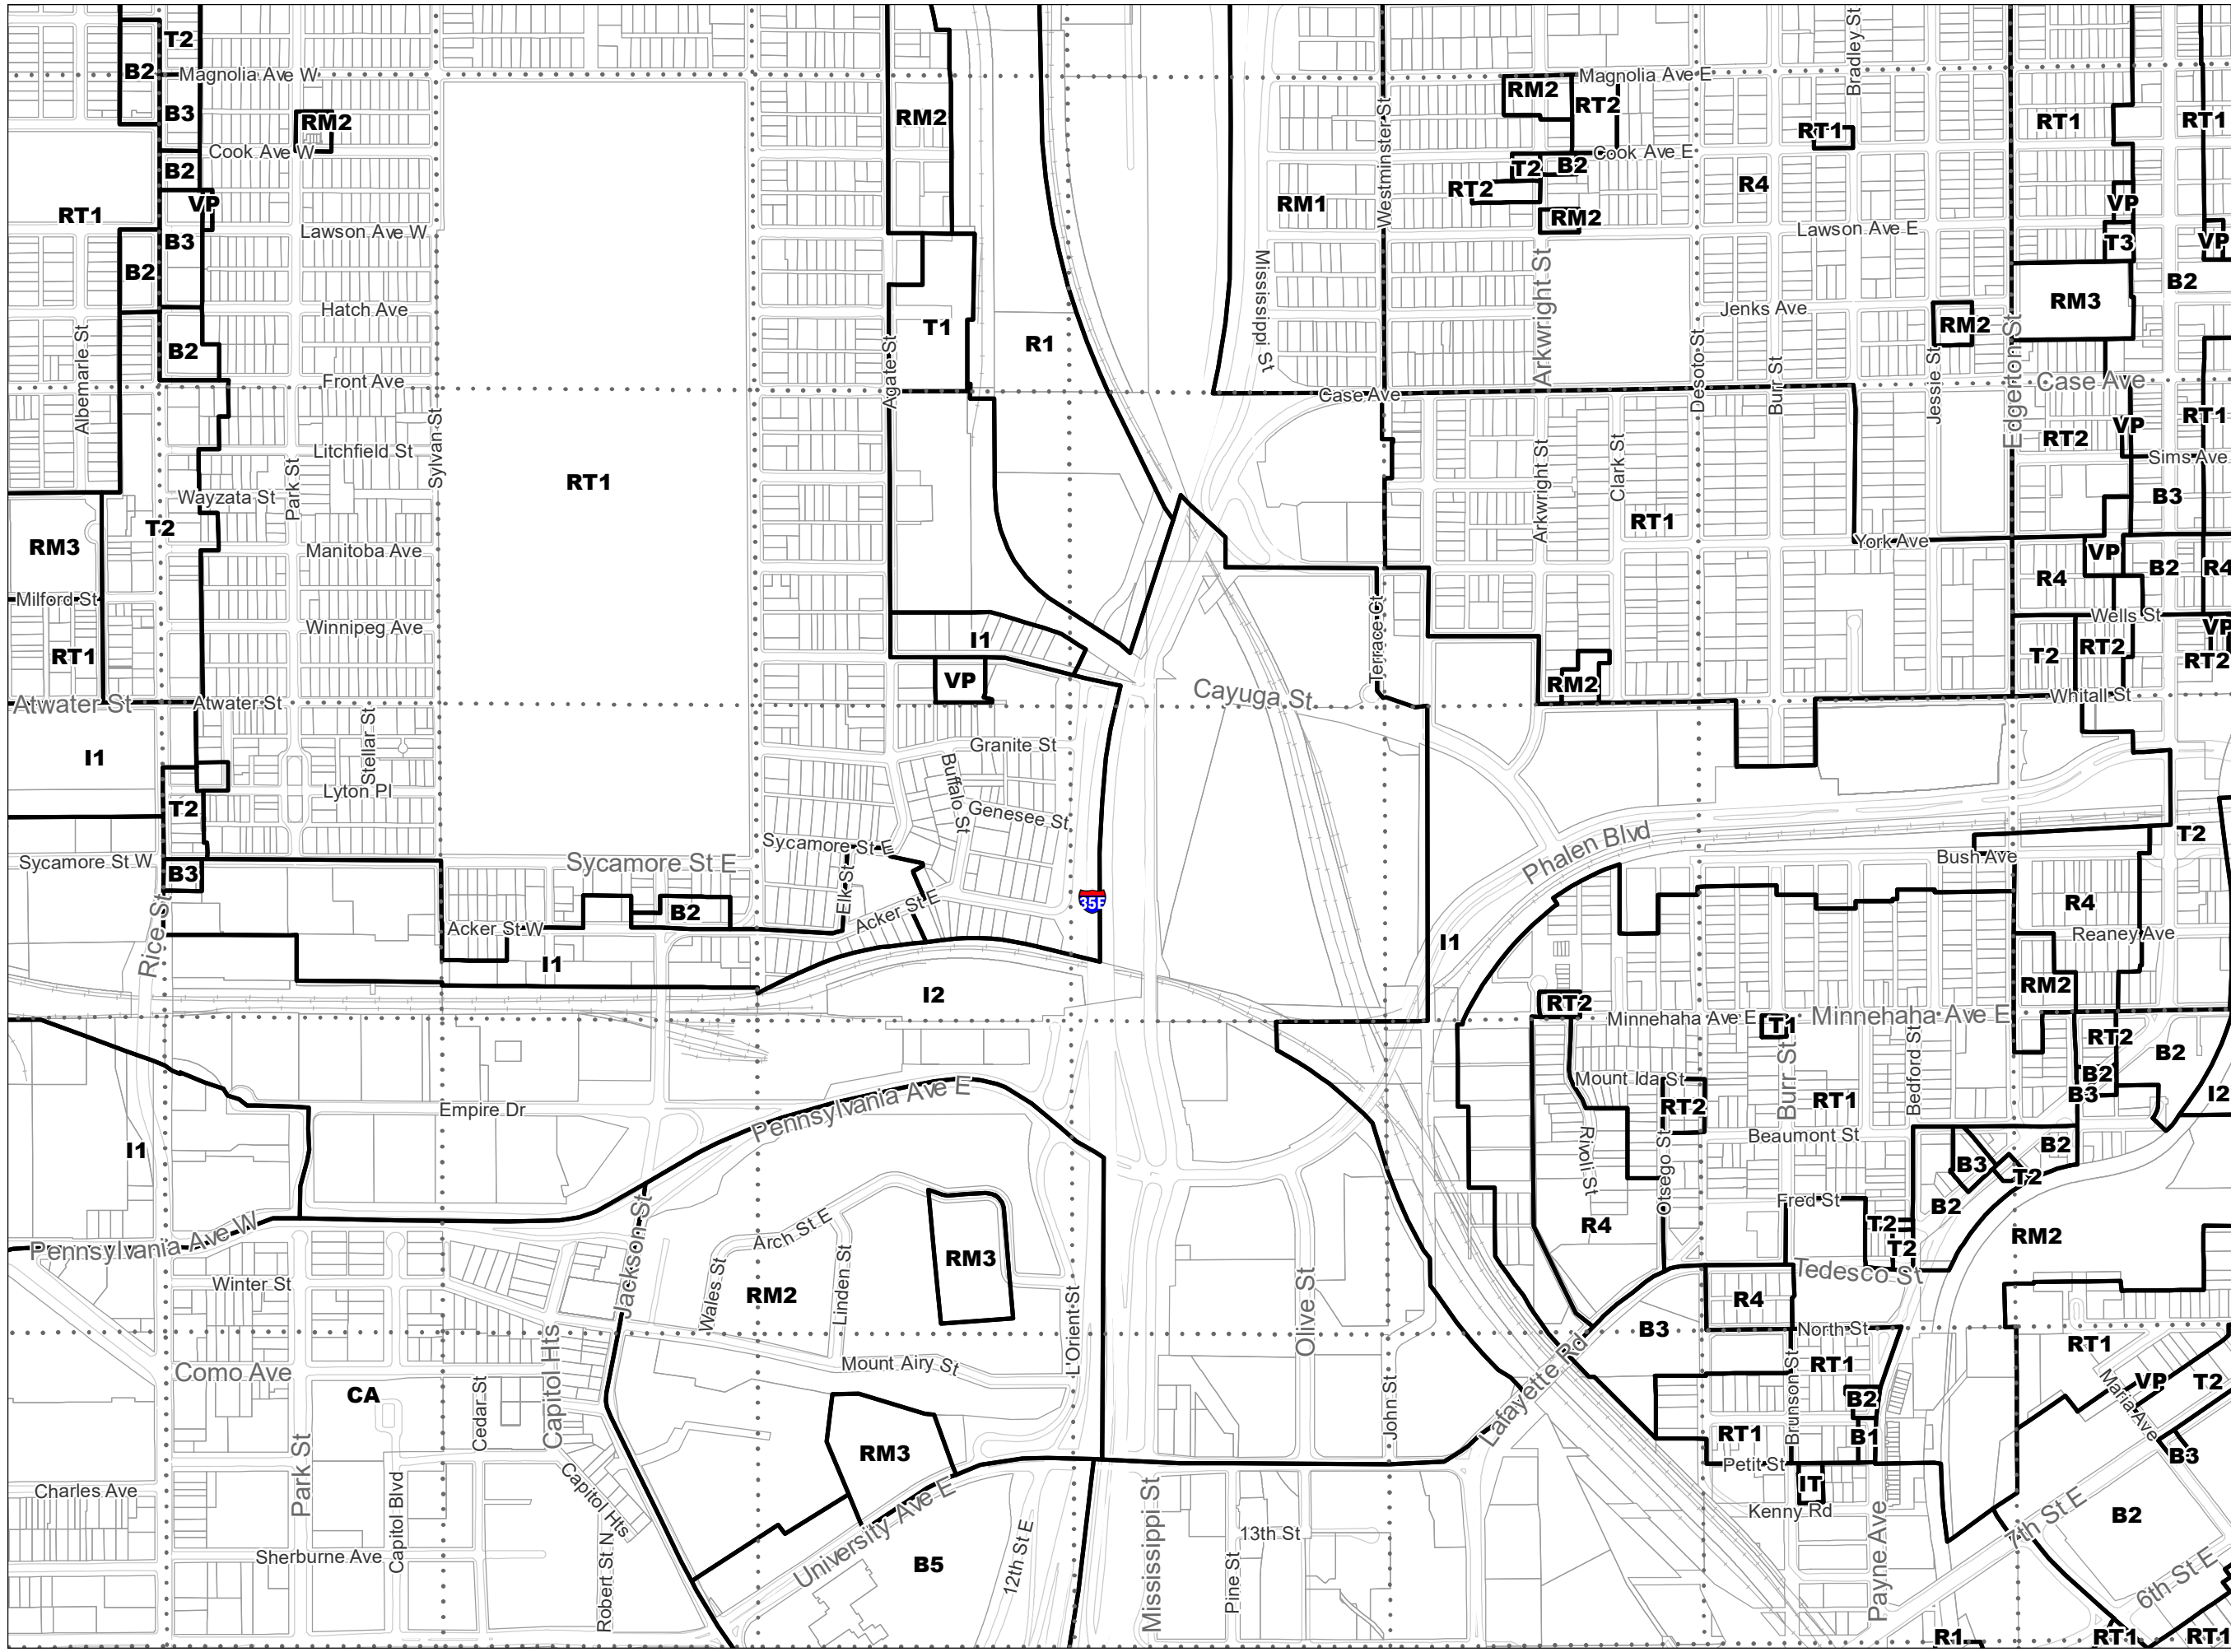 T2
B2
Magnolia Ave W
B3
RM2
Cook Ave W
B2
VP
RT1
B3
Lawson Ave W
B2
Hatch Ave
B2
Albemarle St
Front Ave
Sylvan St
Litchfield St
Park St
Wayzata St
T2
RM3
Manitoba Ave
Milford St
Winnipeg Ave
RT1
Atwater St
Atwater St
Stellar St
I1
Lyton Pl
T2
Sycamore St W
B3
Rice St
RT1
RM2
T1
R1
Agate St
I1
VP
Granite St
Buffalo St
Genesee St
Sycamore St E
Sycamore St E
Elk St
Acker St E
B2
Acker St W
I1
I2
35E
Mississippi St
RM1
Westminster St
Case Ave
Terrace Ct
Cayuga St
RM2
RT2
Magnolia Ave E
Bradley St
RT1
Cook Ave E
T2
B2
RT2
R4
RM2
Lawson Ave E
Arkwright St
Jenks Ave
Desoto St
Burr St
Jessie St
RM2
Edgerton St
Arkwright St
Clark St
RT1
York Ave
RM2
RT1
RT1
VP
T3
VP
B2
RM3
Case Ave
RT1
VP
RT2
Sims Ave
B3
VP
B2
R4
R4
Wells St
VP
RT2
T2
RT2
Whitall St
Phalen Blvd
T2
Bush Ave
R4
Reaney Ave
RM2
I1
RT2
Minnehaha Ave E
T1
Minnehaha Ave E
RT2
B2
B2
B3
I2
Mount Ida St
RT2
Burr St
Bedford St
RT1
Beaumont St
Rivoli St
Otsego St
B2
B3
T2
Fred St
B2
T2
T2
R4
RM2
Tedesco St
R4
B3
North St
RT1
RT1
Brunson St
VP
T2
Maria Ave
B2
RT1
B1
B3
Petit St
IT
Kenny Rd
Payne Ave
7th St E
B2
6th St E
R1
RT1
RT1
I1
Empire Dr
Pennsylvania Ave E
Pennsylvania Ave W
Jackson St
Arch St E
RM3
Wales St
Linden St
RM2
L'Orient St
Winter St
Olive St
Mount Airy St
Como Ave
CA
Cedar St
Capitol Hts
John St
Lafayette Rd
Park St
RM3
Charles Ave
Capitol Blvd
Capitol Hts
University Ave E
Mississippi St
13th St
Sherburne Ave
Robert St N
B5
12th St E
Pine St